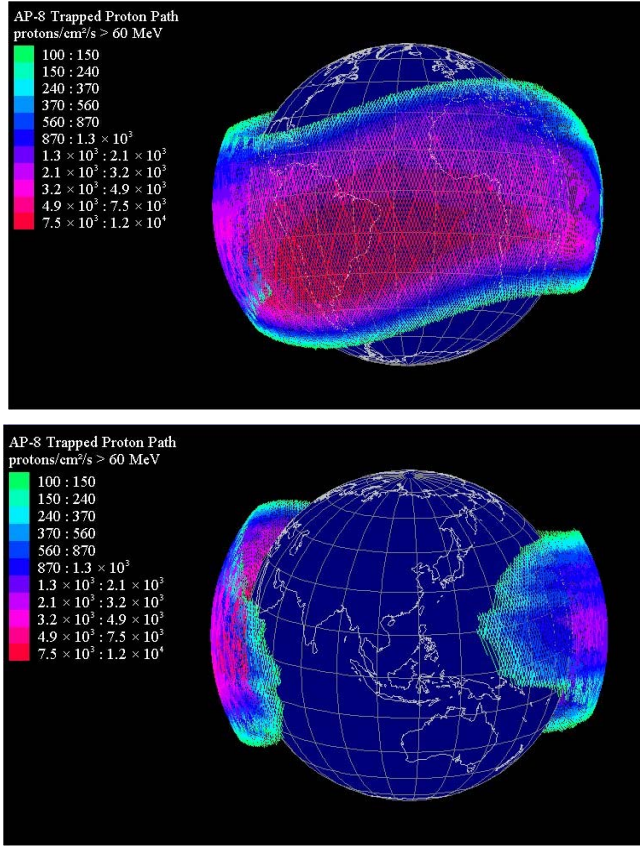 AP-8 Trapped Proton Path
protons/cm²/s > 60 MeV
100 : 150
150 : 240
240 : 370
370 : 560
560 : 870
870 : 1.3 × 10³
1.3 × 10³ : 2.1 × 10³
2.1 × 10³ : 3.2 × 10³
3.2 × 10³ : 4.9 × 10³
4.9 × 10³ : 7.5 × 10³
7.5 × 10³ : 1.2 × 10⁴
AP-8 Trapped Proton Path
protons/cm²/s > 60 MeV
100 : 150
150 : 240
240 : 370
370 : 560
560 : 870
870 : 1.3 × 10³
1.3 × 10³ : 2.1 × 10³
2.1 × 10³ : 3.2 × 10³
3.2 × 10³ : 4.9 × 10³
4.9 × 10³ : 7.5 × 10³
7.5 × 10³ : 1.2 × 10⁴